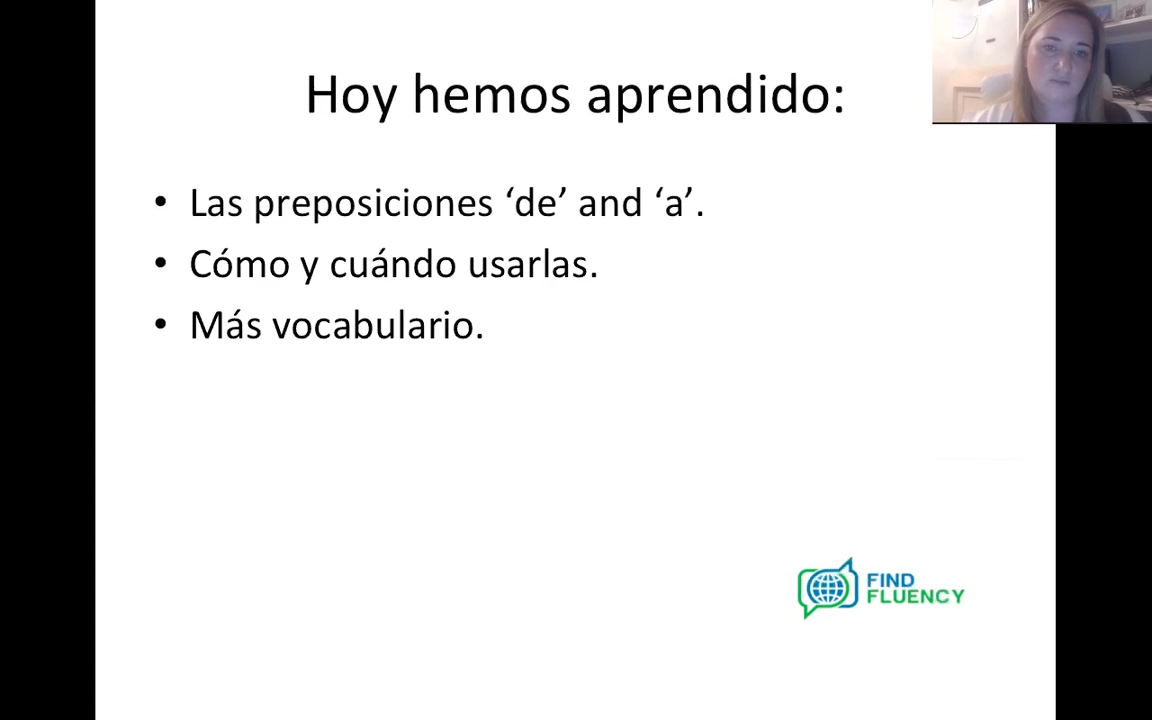 Hoy hemos aprendido:
• Las preposiciones ‘de’ and ‘a’.
• Cómo y cuándo usarlas.
• Más vocabulario.
FIND
FLUENCY